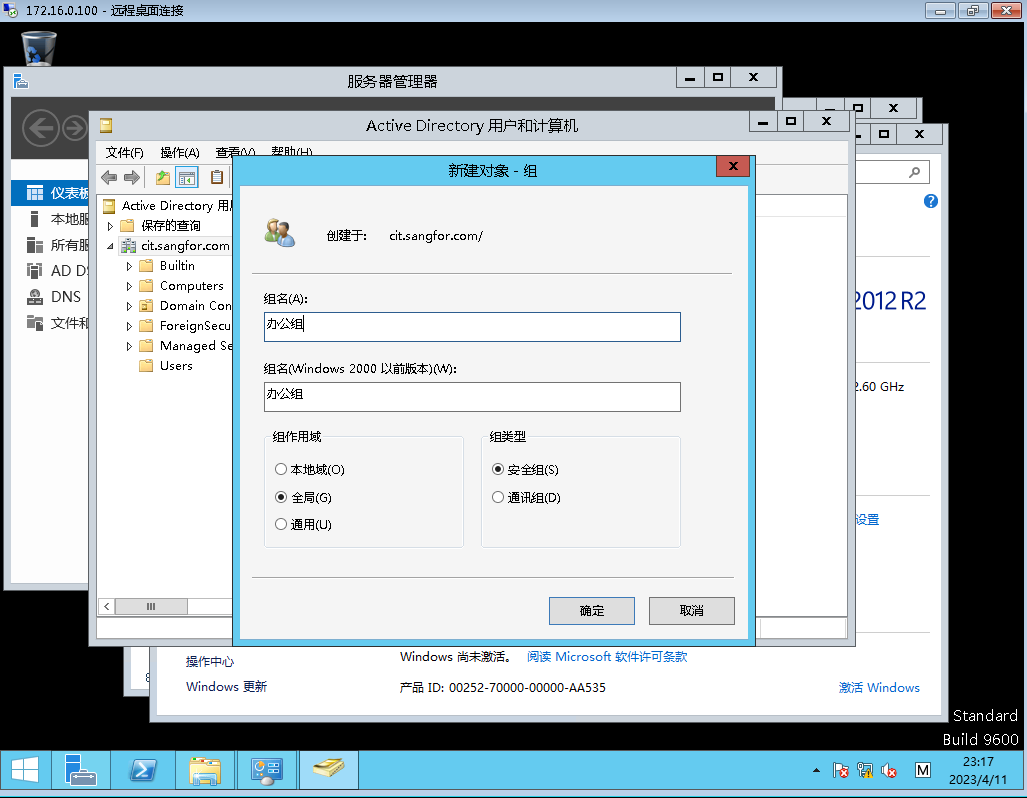 172.16.0.100 - 远程桌面连接
服务器管理器
Active Directory 用户和计算机
文件(F) 操作(A) 查看(V) 帮助(H)
新建对象 - 组
仪表板
Active Directory 用
保存的查询
本地服
cit.sangfor.com
创建于: cit.sangfor.com/
所有服
Builtin
AD DS
Computers
DNS
Domain Con
组名(A):
2012 R2
文件和
ForeignSecu
办公组
Managed Se
Users
组名(Windows 2000 以前版本)(W):
2.60 GHz
办公组
组作用域
组类型
本地域(O)
安全组(S)
全局(G)
通讯组(D)
通用(U)
设置
确定
取消
操作中心
Windows 尚未激活。 阅读 Microsoft 软件许可条款
Windows 更新
产品 ID: 00252-70000-00000-AA535
激活 Windows
Standard
Build 9600
M
23:17
2023/4/11